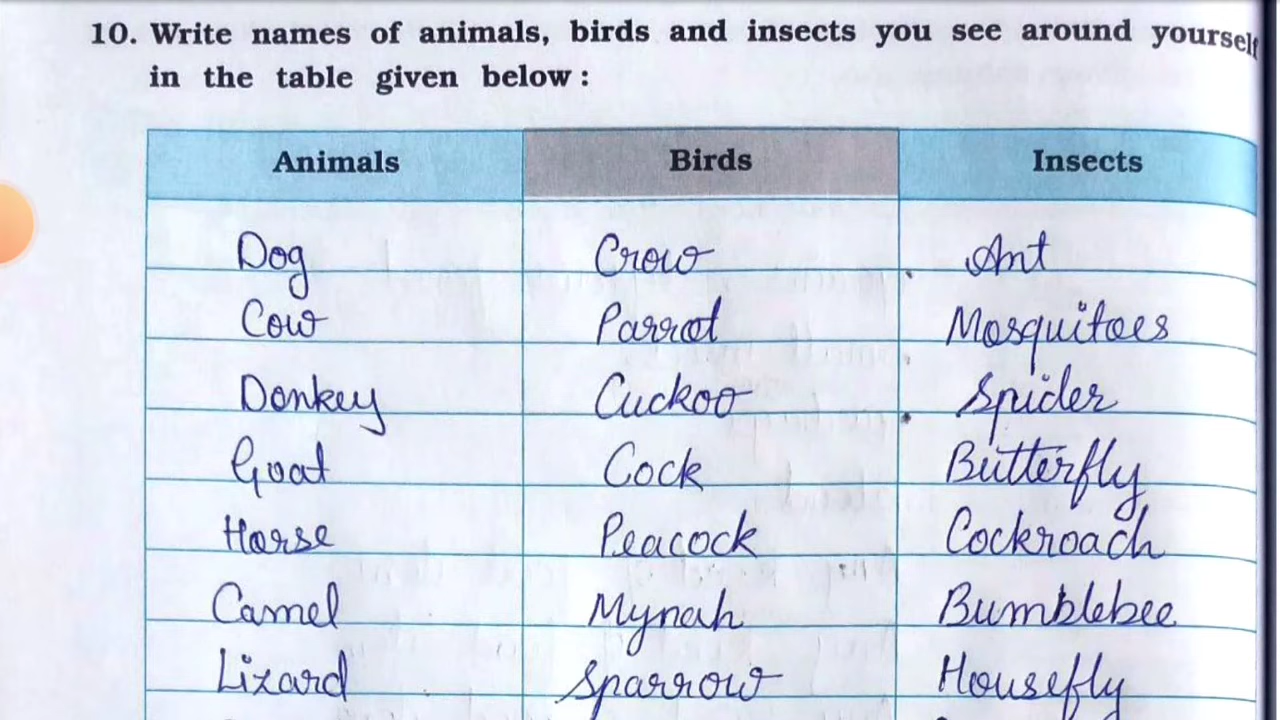 10. Write names of animals, birds and insects you see around yourself
in the table given below :
Animals Birds Insects
Dog Crow Ant
Cow Parrot Mosquitoes
Donkey Cuckoo Spider
Goat Cock Butterfly
Horse Peacock Cockroach
Camel Mynah Bumblebee
Lizard Sparrow Housefly